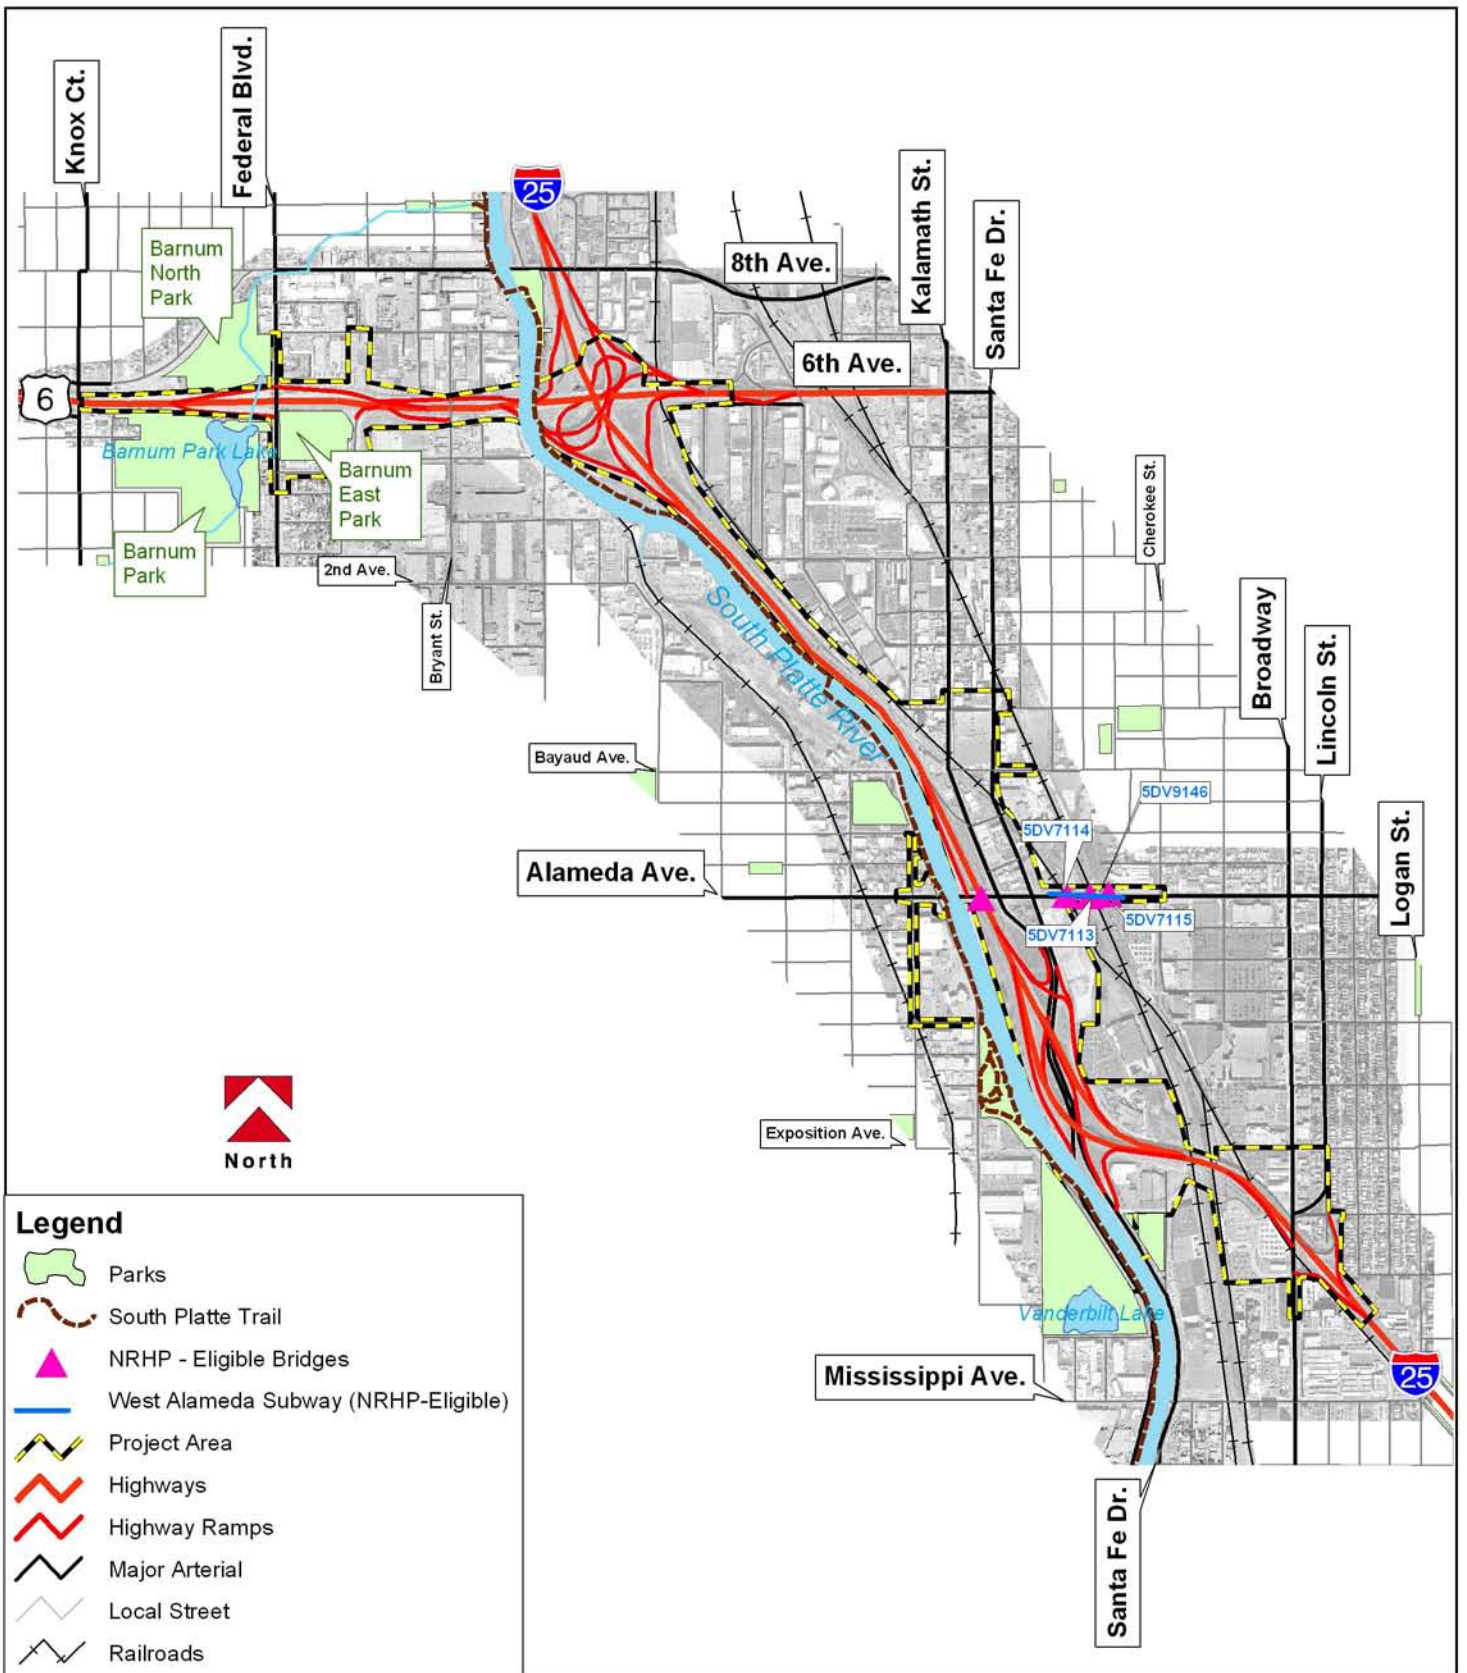 Knox Ct.
Federal Blvd.
25
Kalamath St.
Santa Fe Dr.
8th Ave.
Barnum
North
Park
6th Ave.
6
Barnum Park Lake
Barnum
East
Park
Barnum
Park
2nd Ave.
Bryant St.
Cherokee St.
South Platte River
Broadway
Lincoln St.
Bayaud Ave.
5DV9146
5DV7114
Logan St.
Alameda Ave.
5DV7115
5DV7113
North
Exposition Ave.
Vanderbilt Lake
Mississippi Ave.
25
Santa Fe Dr.
Legend
Parks
South Platte Trail
NRHP - Eligible Bridges
West Alameda Subway (NRHP-Eligible)
Project Area
Highways
Highway Ramps
Major Arterial
Local Street
Railroads